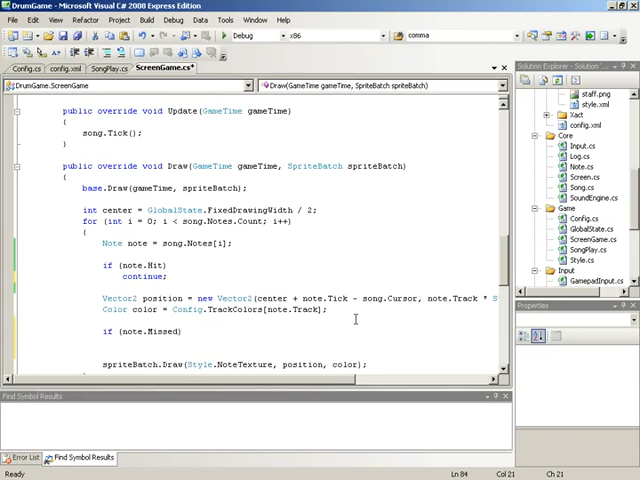 DrumGame - Microsoft Visual C# 2008 Express Edition
File Edit View Refactor Project Build Debug Data Tools Window Help
Debug x86 comma
Config.cs config.xml SongPlay.cs ScreenGame.cs*
DrumGame.ScreenGame Draw(GameTime gameTime, SpriteBatch spriteBatch)
public override void Update(GameTime gameTime)
{
song.Tick();
}
public override void Draw(GameTime gameTime, SpriteBatch spriteBatch)
{
base.Draw(gameTime, spriteBatch);
int center = GlobalState.FixedDrawingWidth / 2;
for (int i = 0; i < song.Notes.Count; i++)
{
Note note = song.Notes[i];
if (note.Hit)
continue;
Vector2 position = new Vector2(center + note.Tick - song.Cursor, note.Track * S
Color color = Config.TrackColors[note.Track];
if (note.Missed)
spriteBatch.Draw(Style.NoteTexture, position, color);
Solution Explorer - Solution '...
staff.png
style.xml
Xact
config.xml
Core
Input.cs
Log.cs
Note.cs
Screen.cs
Song.cs
SoundEngine.cs
Game
Config.cs
GlobalState.cs
ScreenGame.cs
SongPlay.cs
Style.cs
Input
GamepadInput.cs
Properties
Find Symbol Results
Error List Find Symbol Results
Ready Ln 84 Col 21 Ch 21